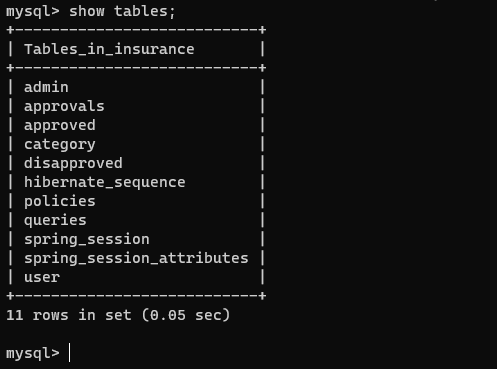 mysql> show tables;
+---------------------------+
| Tables_in_insurance       |
+---------------------------+
| admin                     |
| approvals                 |
| approved                  |
| category                  |
| disapproved               |
| hibernate_sequence        |
| policies                  |
| queries                   |
| spring_session            |
| spring_session_attributes |
| user                      |
+---------------------------+
11 rows in set (0.05 sec)
mysql>